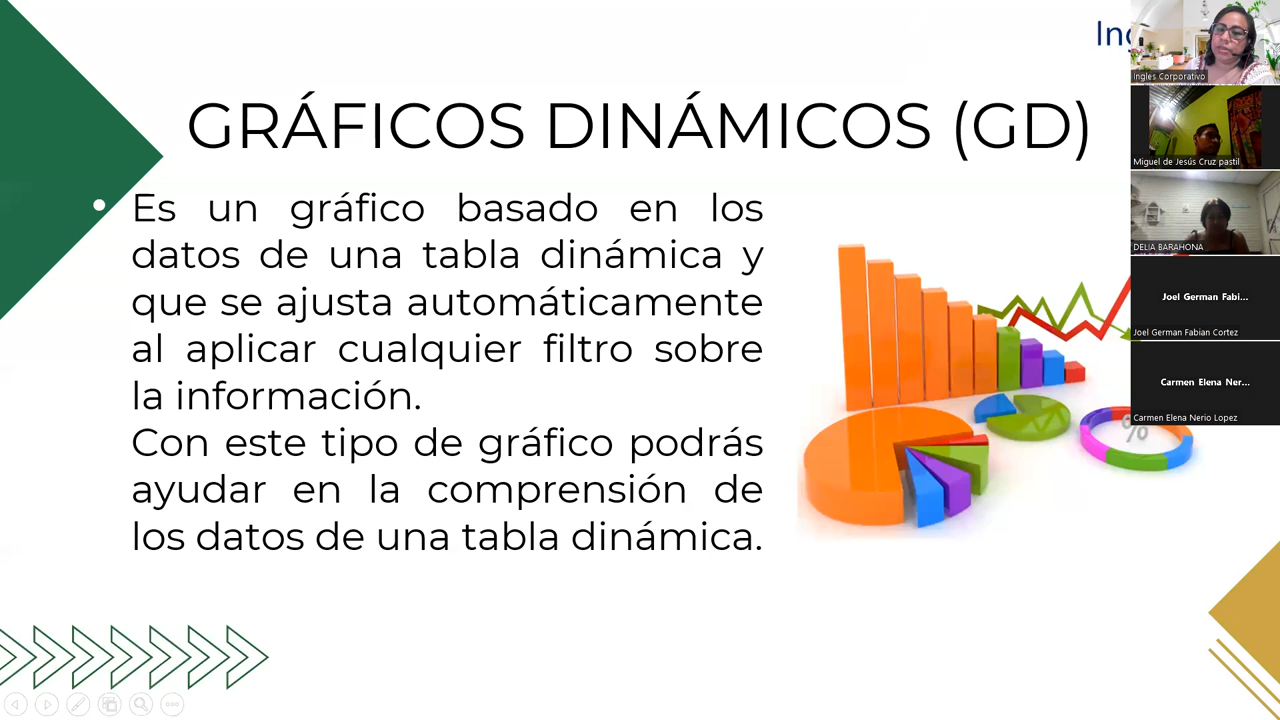 GRÁFICOS DINÁMICOS (GD)
Es un gráfico basado en los
datos de una tabla dinámica y
que se ajusta automáticamente
al aplicar cualquier filtro sobre
la información.
Con este tipo de gráfico podrás
ayudar en la comprensión de
los datos de una tabla dinámica.
%
Ingles Corporativo
Miguel de Jesús Cruz pastil
DELIA BARAHONA
Joel German Fabi...
Joel German Fabian Cortez
Carmen Elena Ner...
Carmen Elena Nerio Lopez